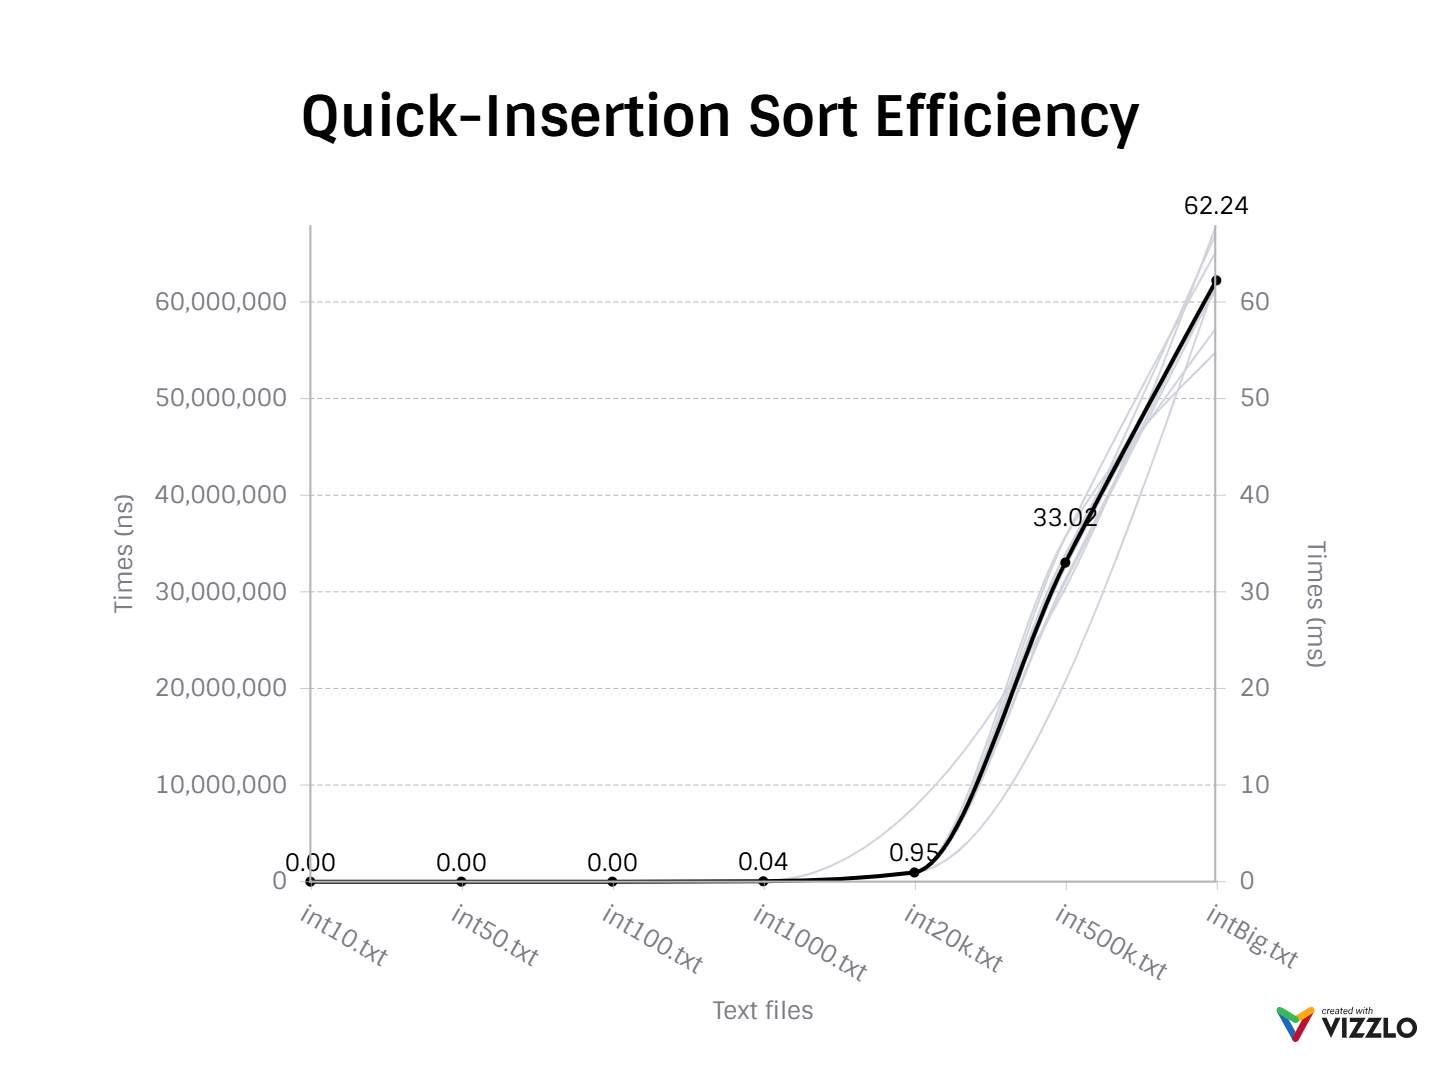 Quick-Insertion Sort Efficiency
62.24
60,000,000
60
50,000,000
50
40,000,000
40
33.02
Times (ns)
Times (ms)
30,000,000
30
20,000,000
20
10,000,000
10
0.00
0.00
0.00
0.04
0.95
0
0
int10.txt
int50.txt
int100.txt
int1000.txt
int20k.txt
int500k.txt
intBig.txt
Text files
created with
VIZZLO